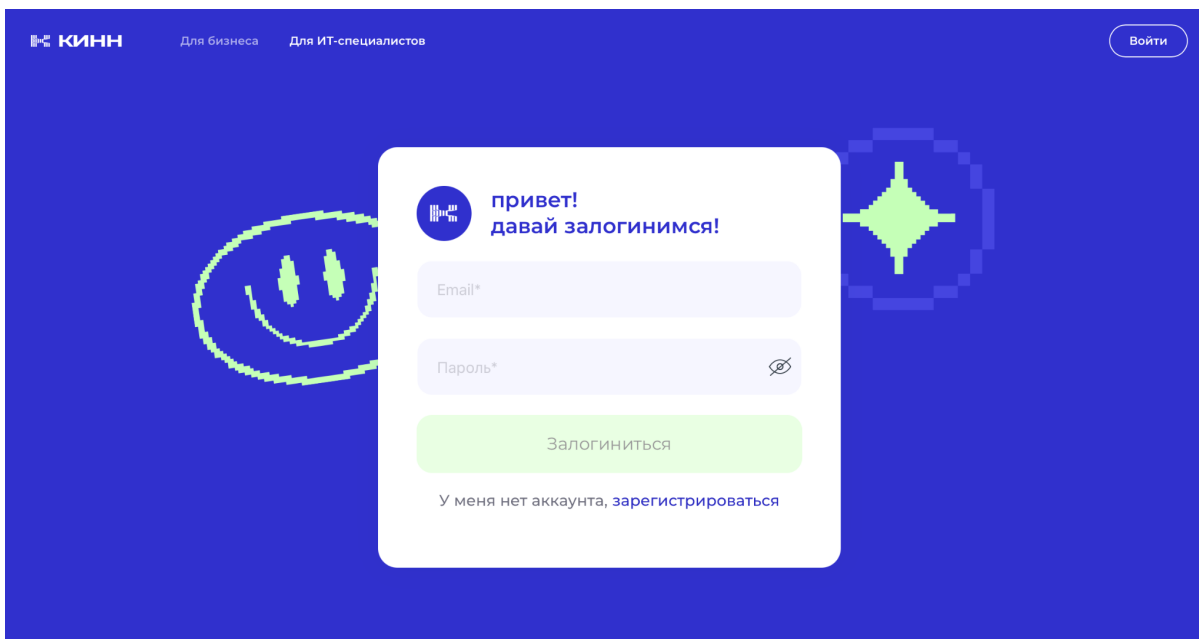 КИНН
Для бизнеса
Для ИТ-специалистов
Войти
привет!
давай залогинимся!
Email*
Пароль*
Залогиниться
У меня нет аккаунта, зарегистрироваться